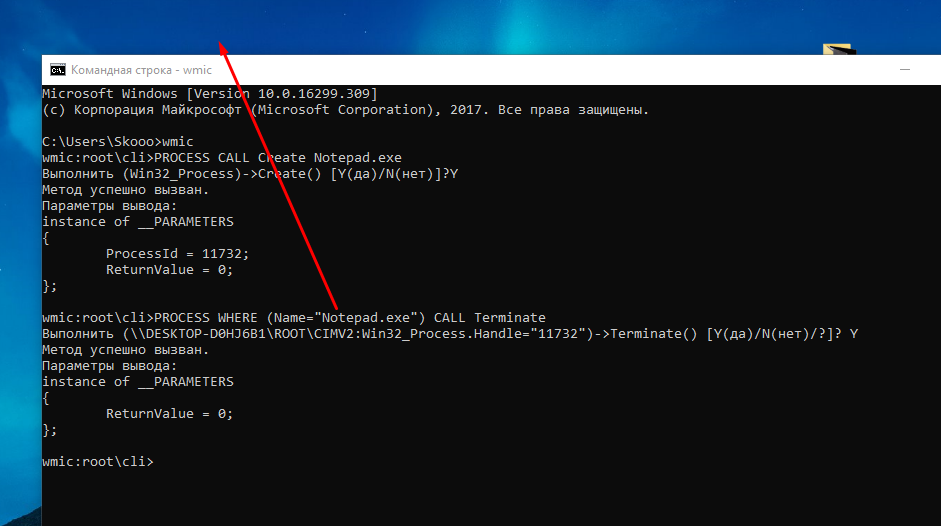 Командная строка - wmic
Microsoft Windows [Version 10.0.16299.309]
(c) Корпорация Майкрософт (Microsoft Corporation), 2017. Все права защищены.
C:\Users\Skooo>wmic
wmic:root\cli>PROCESS CALL Create Notepad.exe
Выполнить (Win32_Process)->Create() [Y(да)/N(нет)]?Y
Метод успешно вызван.
Параметры вывода:
instance of __PARAMETERS
{
        ProcessId = 11732;
        ReturnValue = 0;
};
wmic:root\cli>PROCESS WHERE (Name="Notepad.exe") CALL Terminate
Выполнить (\\DESKTOP-D0HJ6B1\ROOT\CIMV2:Win32_Process.Handle="11732")->Terminate() [Y(да)/N(нет)/?]? Y
Метод успешно вызван.
Параметры вывода:
instance of __PARAMETERS
{
        ReturnValue = 0;
};
wmic:root\cli>